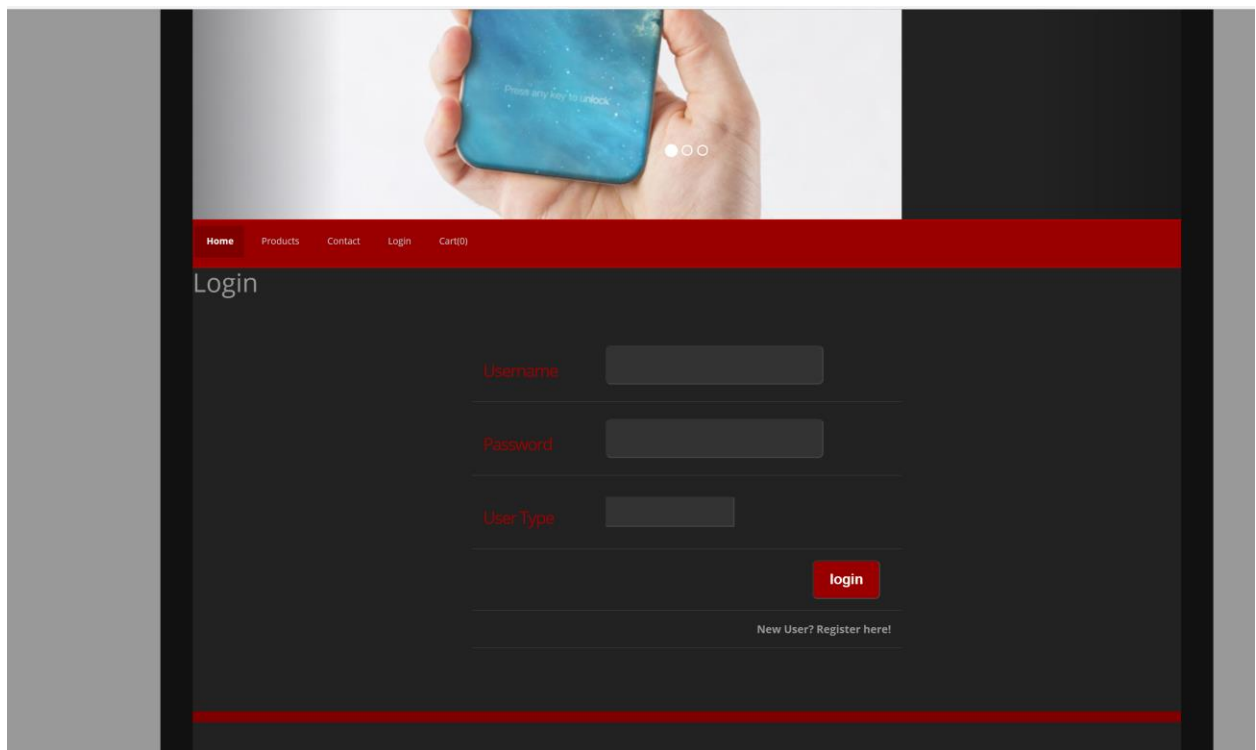 Press any key to unlock
Home Products Contact Login Cart(0)
Login
Username
Password
User Type
login
New User? Register here!